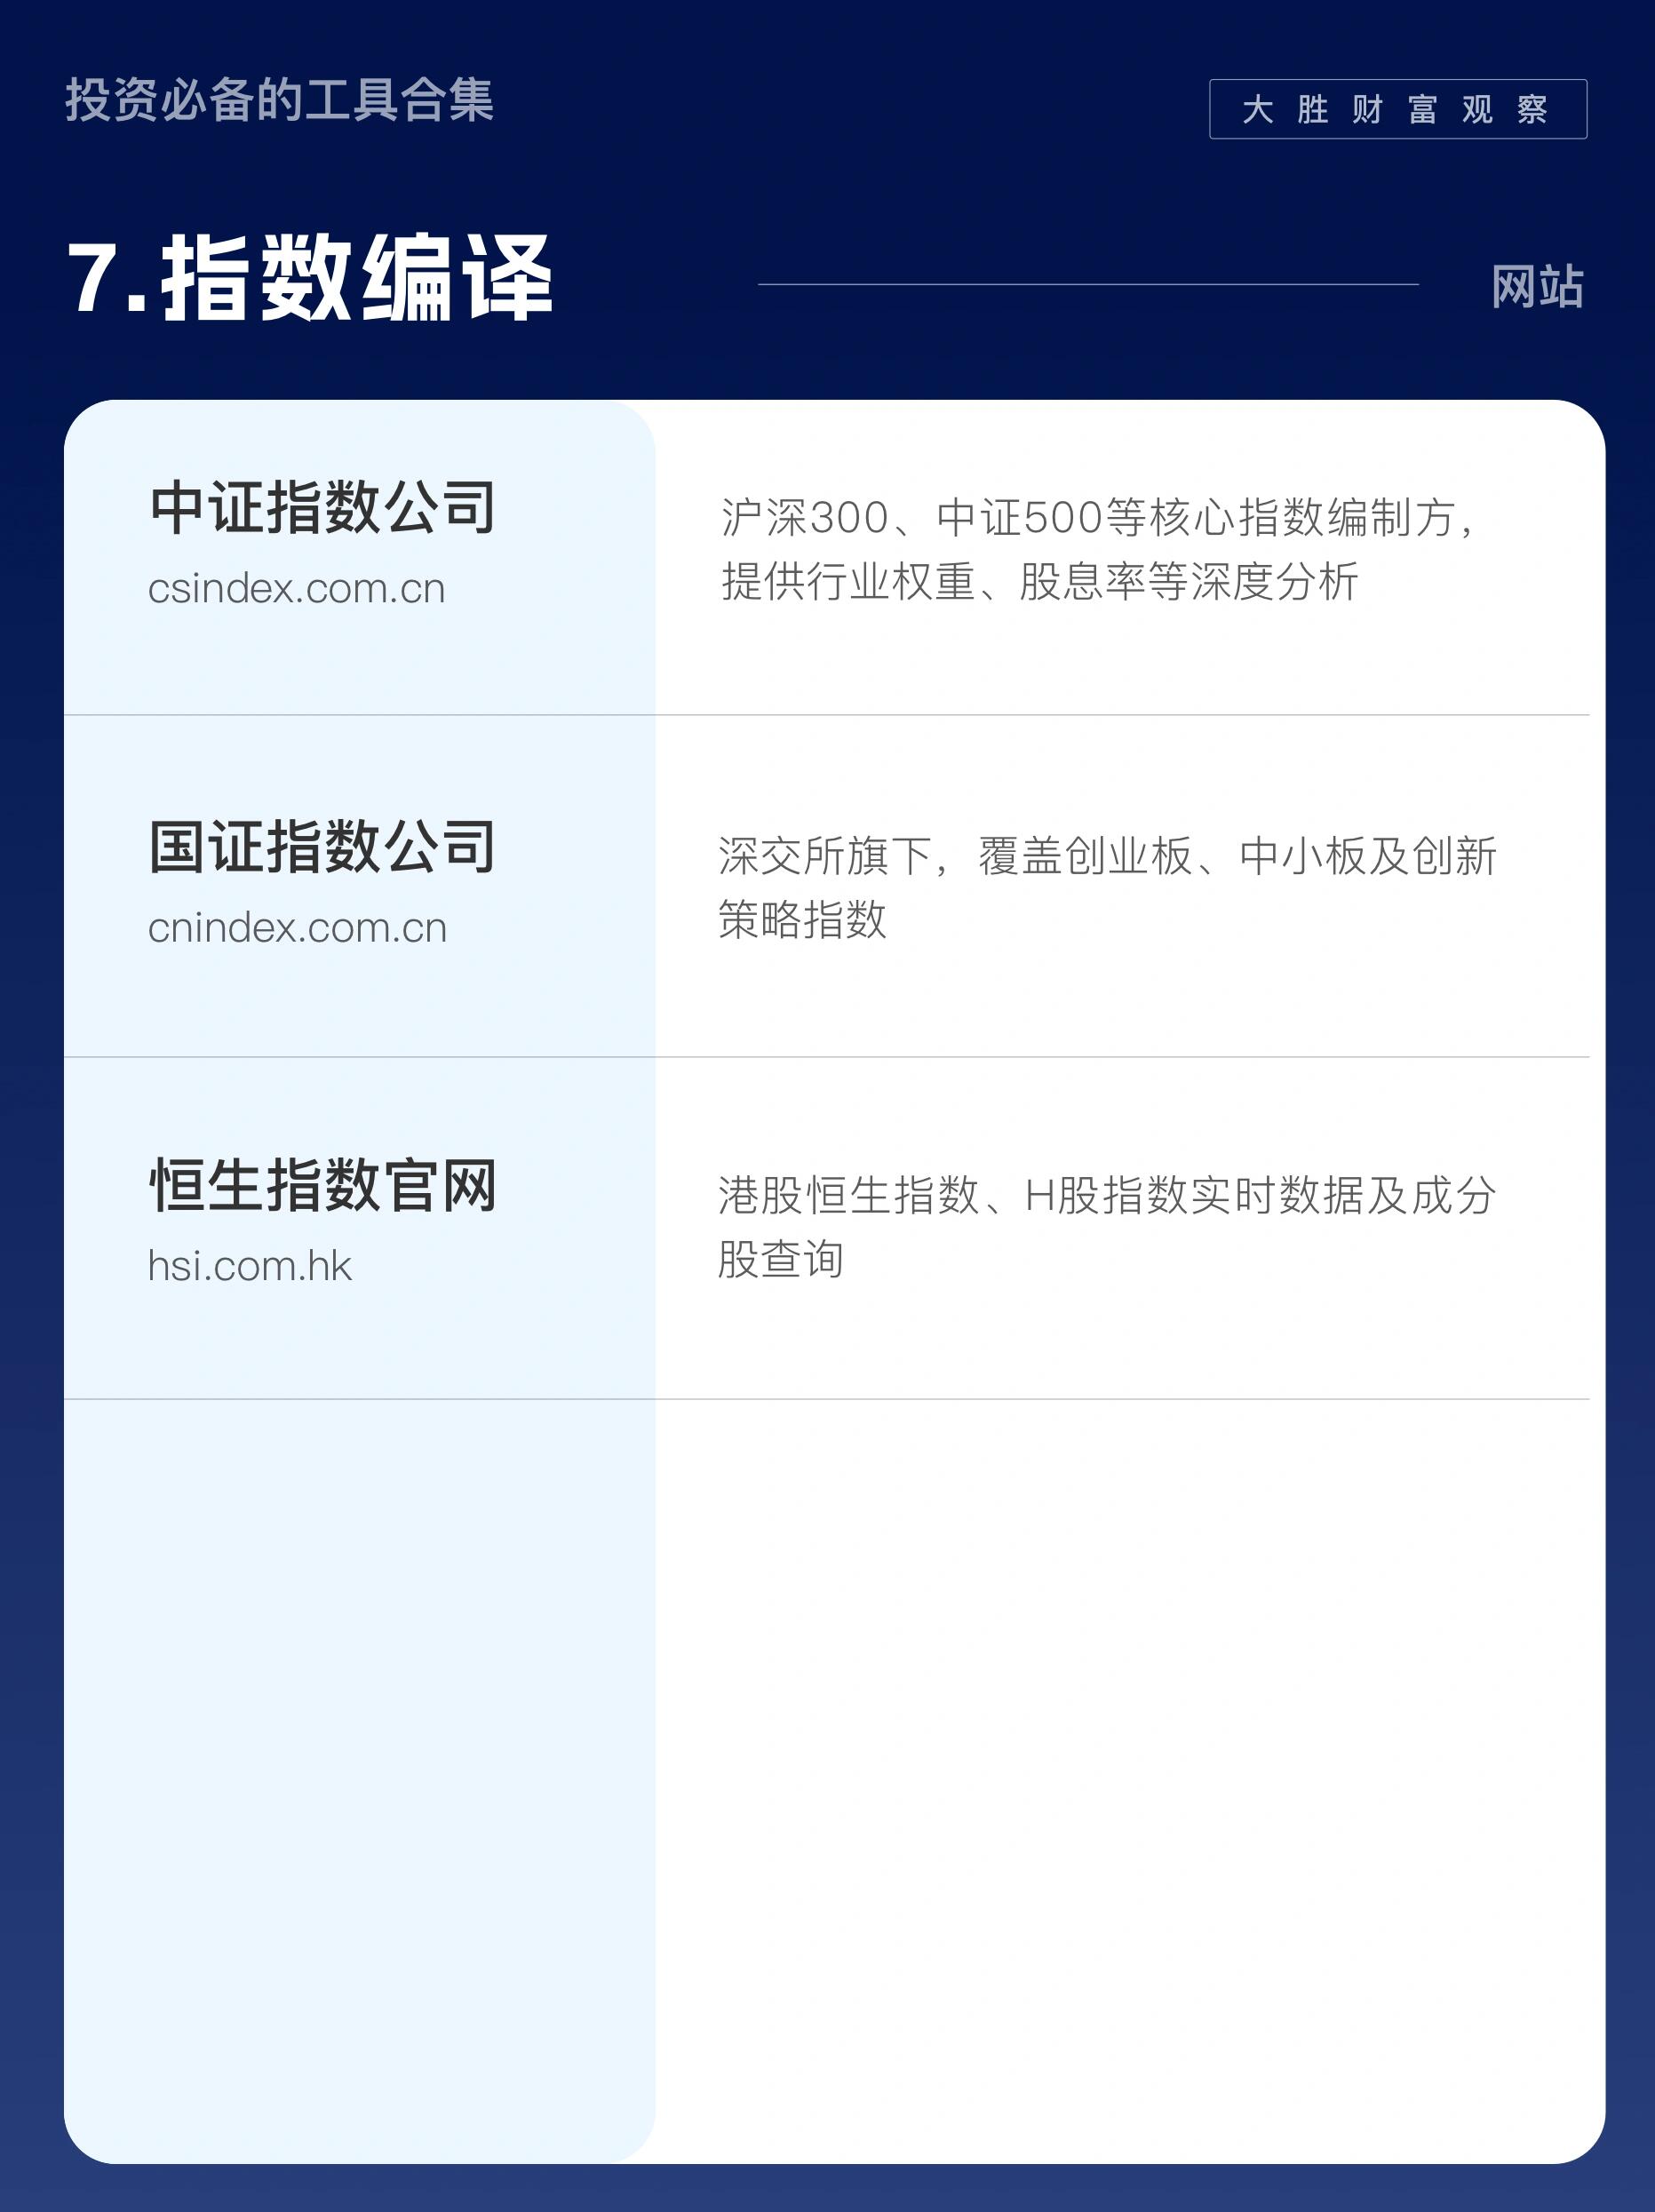 投资必备的工具合集
大胜财富观察
7.指数编译
网站
中证指数公司
csindex.com.cn
沪深300、中证500等核心指数编制方，
提供行业权重、股息率等深度分析
国证指数公司
cnindex.com.cn
深交所旗下，覆盖创业板、中小板及创新
策略指数
恒生指数官网
hsi.com.hk
港股恒生指数、H股指数实时数据及成分
股查询